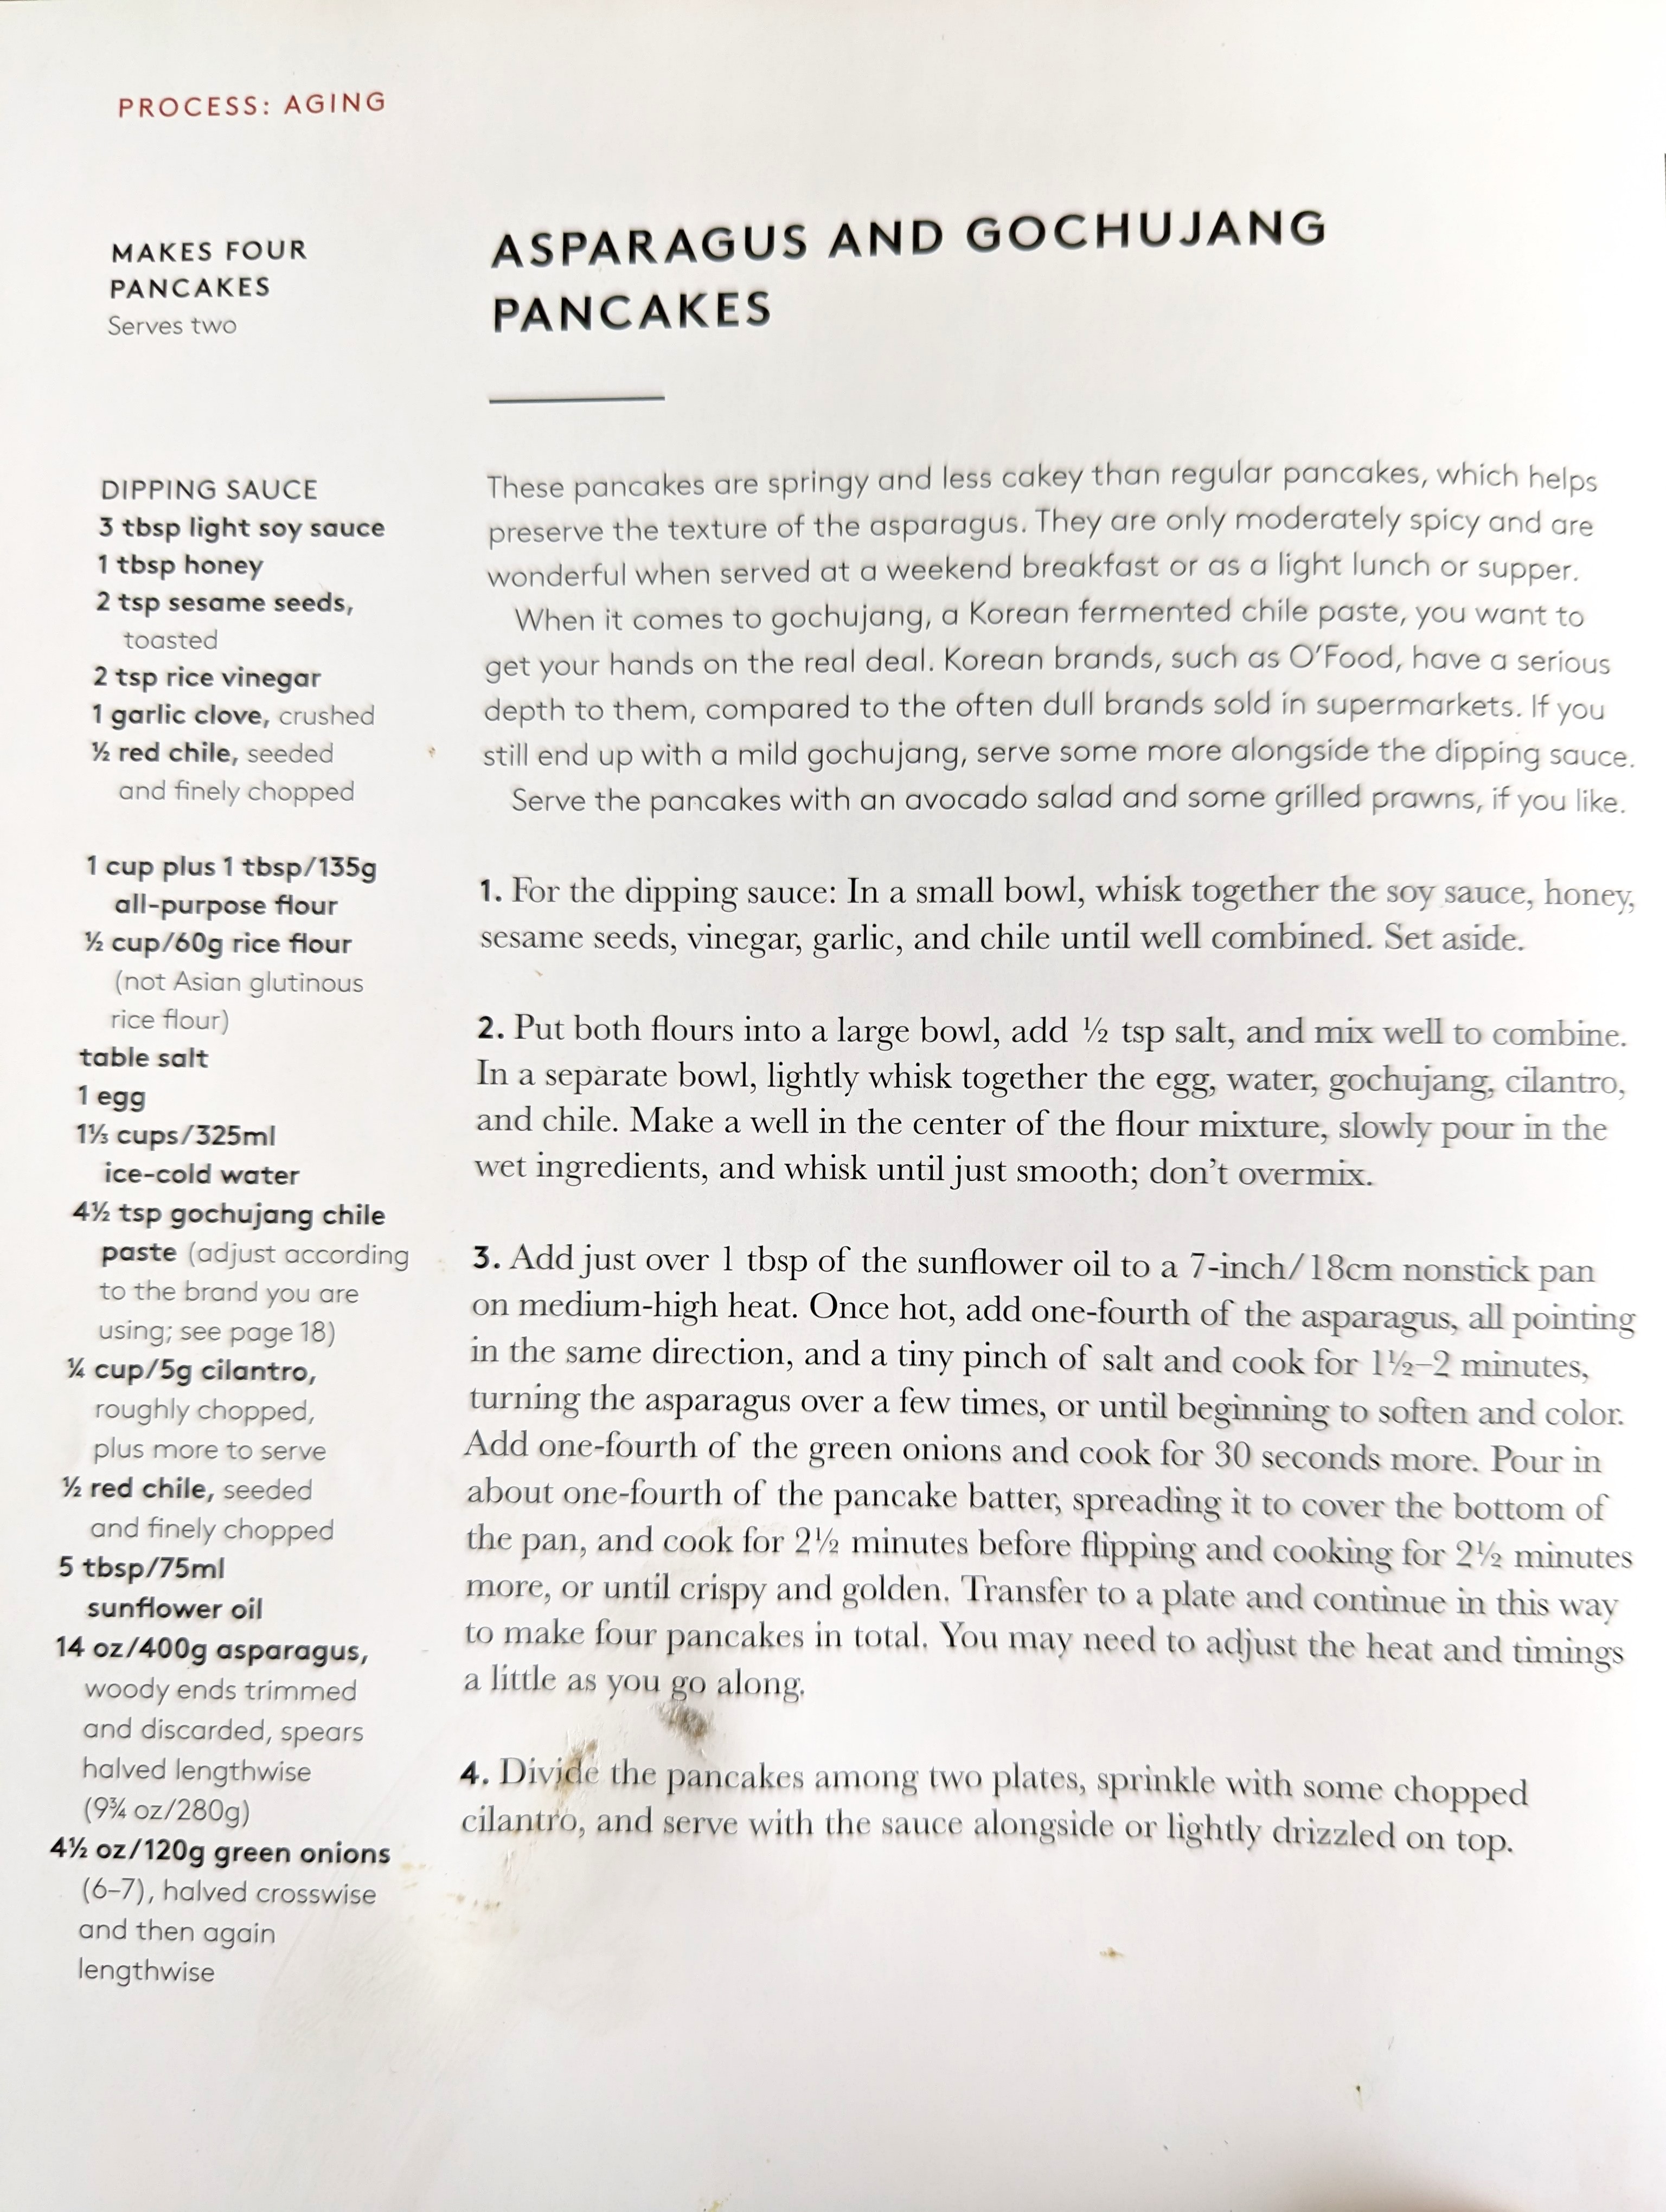 PROCESS: AGING
MAKES FOUR
PANCAKES
Serves two
ASPARAGUS AND GOCHUJANG
PANCAKES
DIPPING SAUCE
3 tbsp light soy sauce
1 tbsp honey
2 tsp sesame seeds,
toasted
2 tsp rice vinegar
1 garlic clove, crushed
½ red chile, seeded
and finely chopped
1 cup plus 1 tbsp/135g
all-purpose flour
½ cup/60g rice flour
(not Asian glutinous
rice flour)
table salt
1 egg
1⅓ cups/325ml
ice-cold water
4½ tsp gochujang chile
paste (adjust according
to the brand you are
using; see page 18)
¼ cup/5g cilantro,
roughly chopped,
plus more to serve
½ red chile, seeded
and finely chopped
5 tbsp/75ml
sunflower oil
14 oz/400g asparagus,
woody ends trimmed
and discarded, spears
halved lengthwise
(9¾ oz/280g)
4½ oz/120g green onions
(6–7), halved crosswise
and then again
lengthwise
These pancakes are springy and less cakey than regular pancakes, which helps
preserve the texture of the asparagus. They are only moderately spicy and are
wonderful when served at a weekend breakfast or as a light lunch or supper.
When it comes to gochujang, a Korean fermented chile paste, you want to
get your hands on the real deal. Korean brands, such as O'Food, have a serious
depth to them, compared to the often dull brands sold in supermarkets. If you
still end up with a mild gochujang, serve some more alongside the dipping sauce.
Serve the pancakes with an avocado salad and some grilled prawns, if you like.
1. For the dipping sauce: In a small bowl, whisk together the soy sauce, honey,
sesame seeds, vinegar, garlic, and chile until well combined. Set aside.
2. Put both flours into a large bowl, add ½ tsp salt, and mix well to combine.
In a separate bowl, lightly whisk together the egg, water, gochujang, cilantro,
and chile. Make a well in the center of the flour mixture, slowly pour in the
wet ingredients, and whisk until just smooth; don't overmix.
3. Add just over 1 tbsp of the sunflower oil to a 7-inch/18cm nonstick pan
on medium-high heat. Once hot, add one-fourth of the asparagus, all pointing
in the same direction, and a tiny pinch of salt and cook for 1½–2 minutes,
turning the asparagus over a few times, or until beginning to soften and color.
Add one-fourth of the green onions and cook for 30 seconds more. Pour in
about one-fourth of the pancake batter, spreading it to cover the bottom of
the pan, and cook for 2½ minutes before flipping and cooking for 2½ minutes
more, or until crispy and golden. Transfer to a plate and continue in this way
to make four pancakes in total. You may need to adjust the heat and timings
a little as you go along.
4. Divide the pancakes among two plates, sprinkle with some chopped
cilantro, and serve with the sauce alongside or lightly drizzled on top.